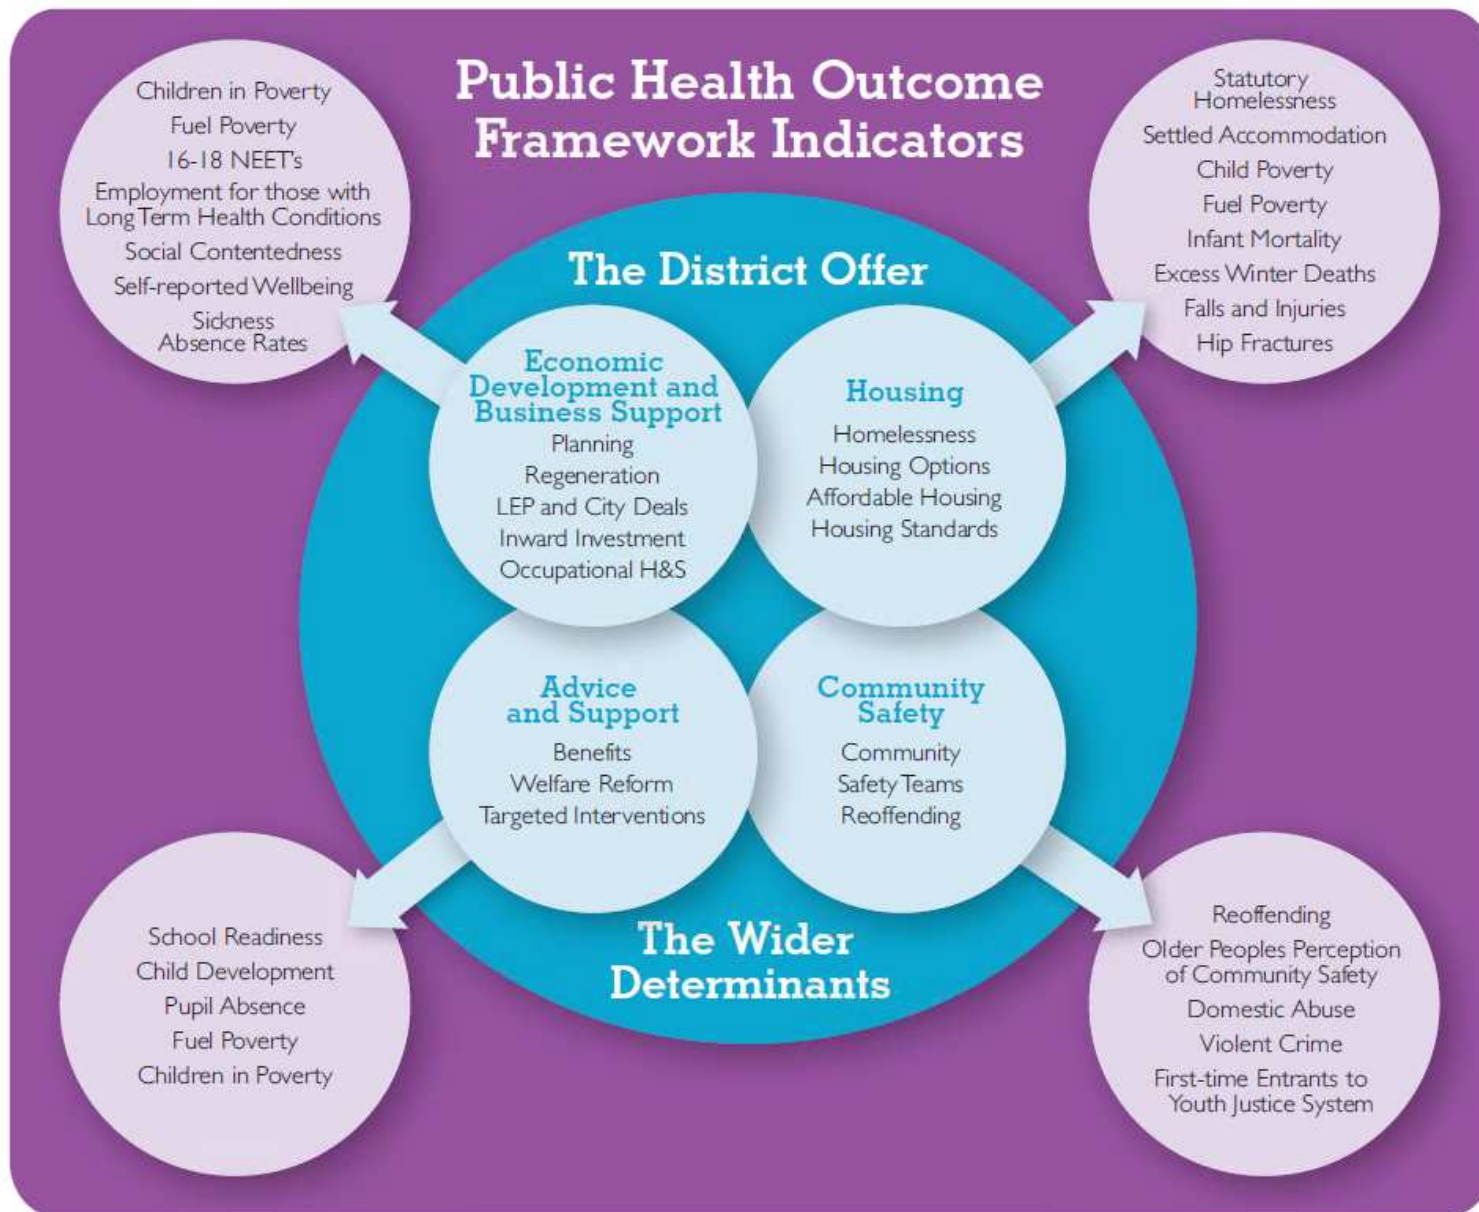 Public Health Outcome
Framework Indicators
Children in Poverty
Fuel Poverty
16-18 NEET's
Employment for those with
Long Term Health Conditions
Social Contentedness
Self-reported Wellbeing
Sickness
Absence Rates
Statutory
Homelessness
Settled Accommodation
Child Poverty
Fuel Poverty
Infant Mortality
Excess Winter Deaths
Falls and Injuries
Hip Fractures
The District Offer
Economic
Development and
Business Support
Planning
Regeneration
LEP and City Deals
Inward Investment
Occupational H&S
Housing
Homelessness
Housing Options
Affordable Housing
Housing Standards
Advice
and Support
Benefits
Welfare Reform
Targeted Interventions
Community
Safety
Community
Safety Teams
Reoffending
The Wider
Determinants
School Readiness
Child Development
Pupil Absence
Fuel Poverty
Children in Poverty
Reoffending
Older Peoples Perception
of Community Safety
Domestic Abuse
Violent Crime
First-time Entrants to
Youth Justice System